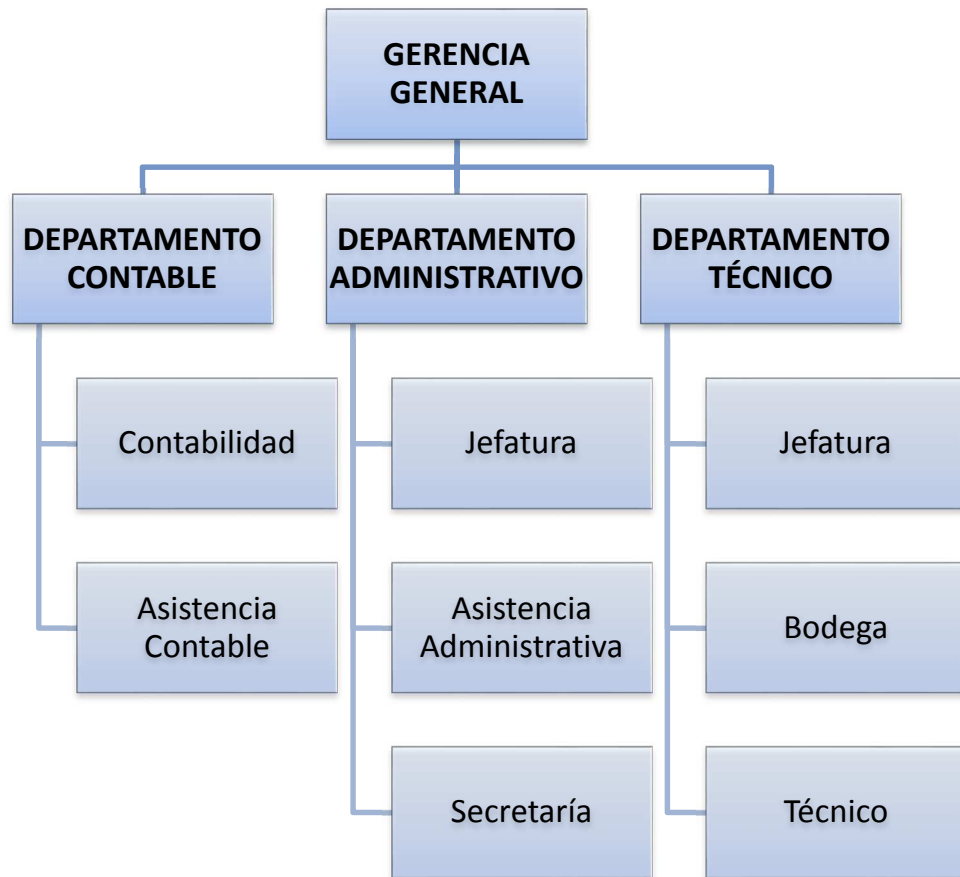 GERENCIA
GENERAL
DEPARTAMENTO
CONTABLE
DEPARTAMENTO
ADMINISTRATIVO
DEPARTAMENTO
TÉCNICO
Contabilidad
Jefatura
Jefatura
Asistencia
Contable
Asistencia
Administrativa
Bodega
Secretaría
Técnico